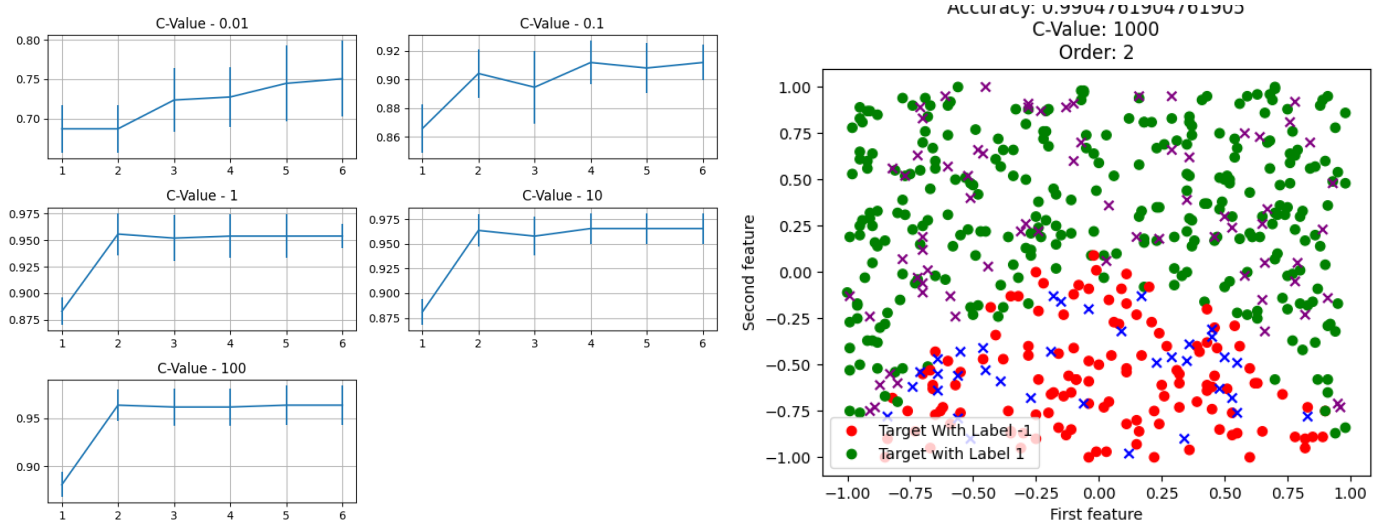 C-Value - 0.01
0.80
0.75
0.70
1 2 3 4 5 6
C-Value - 0.1
0.92
0.90
0.88
0.86
1 2 3 4 5 6
C-Value - 1
0.975
0.950
0.925
0.900
0.875
1 2 3 4 5 6
C-Value - 10
0.975
0.950
0.925
0.900
0.875
1 2 3 4 5 6
C-Value - 100
0.95
0.90
1 2 3 4 5 6
Accuracy: 0.9904761904761905
C-Value: 1000
Order: 2
Second feature
1.00
0.75
0.50
0.25
0.00
−0.25
−0.50
−0.75
−1.00
Target With Label -1
Target with Label 1
−1.00 −0.75 −0.50 −0.25 0.00 0.25 0.50 0.75 1.00
First feature